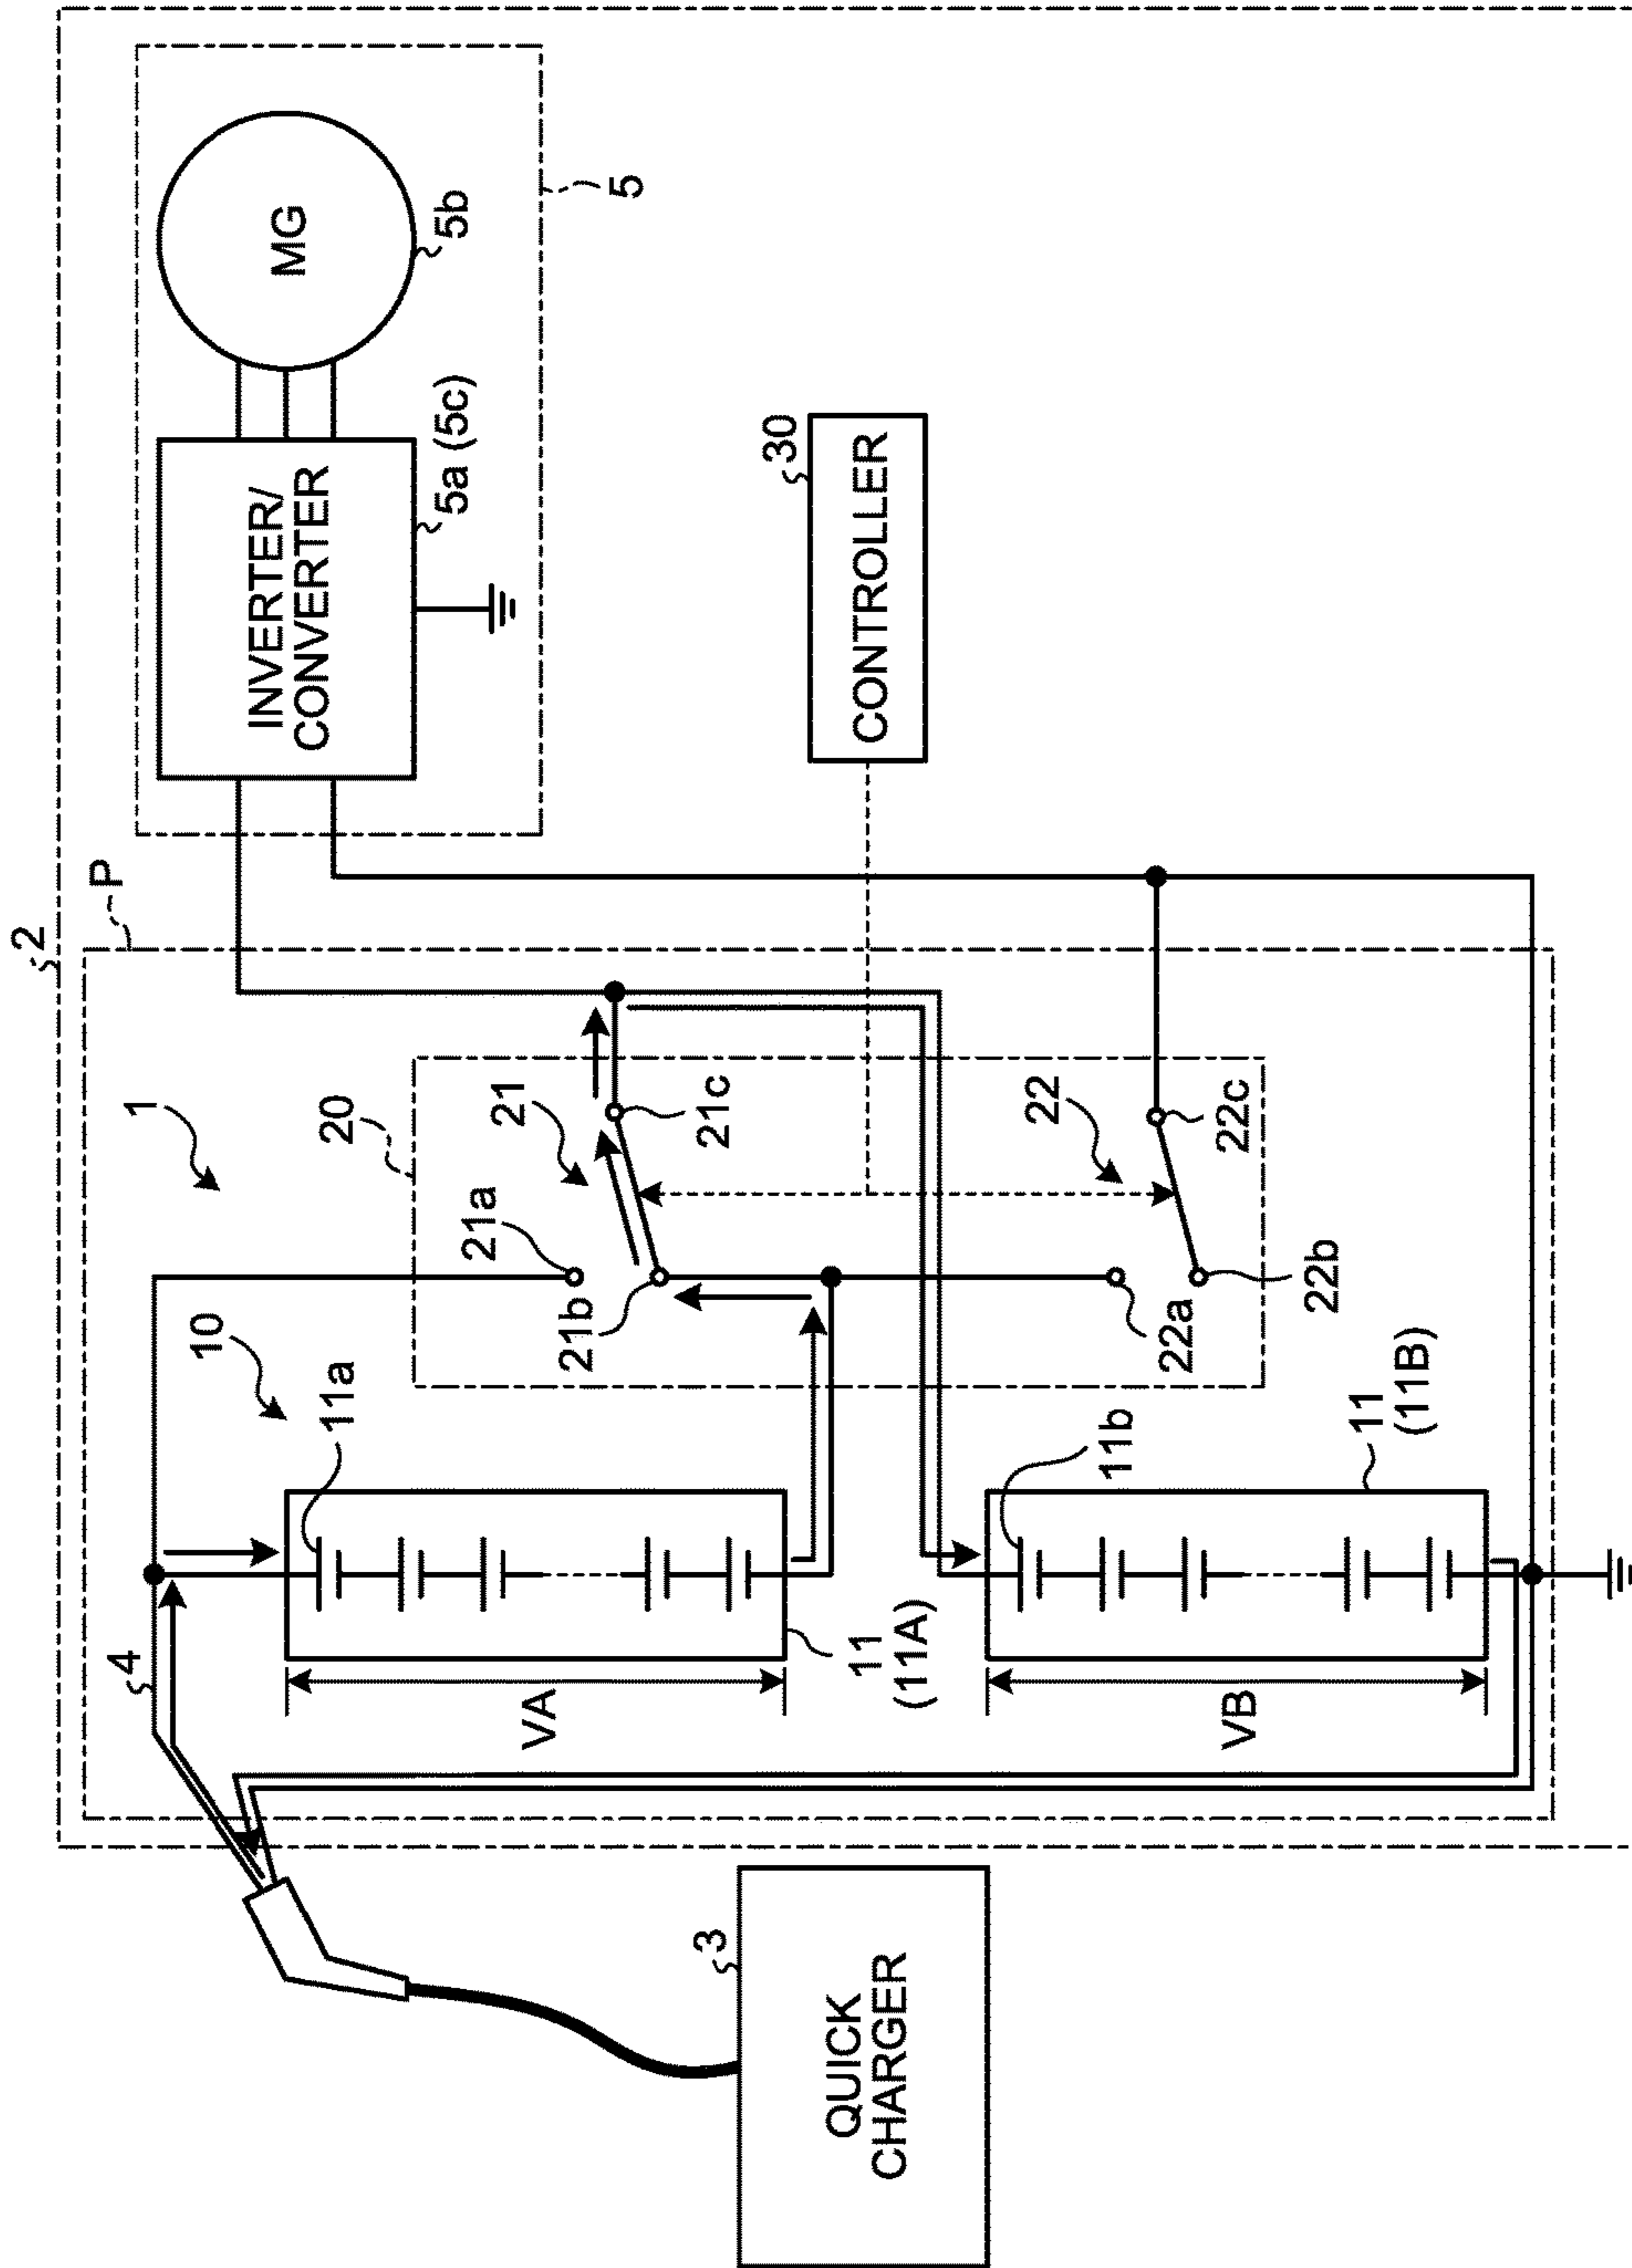 2
P
1
4
10
11a
20
21
21a
21b
21c
22
22a
22b
22c
VA
11
(11A)
11b
VB
11
(11B)
QUICK
CHARGER
3
INVERTER/
CONVERTER
5a (5c)
MG
5b
5
CONTROLLER
30